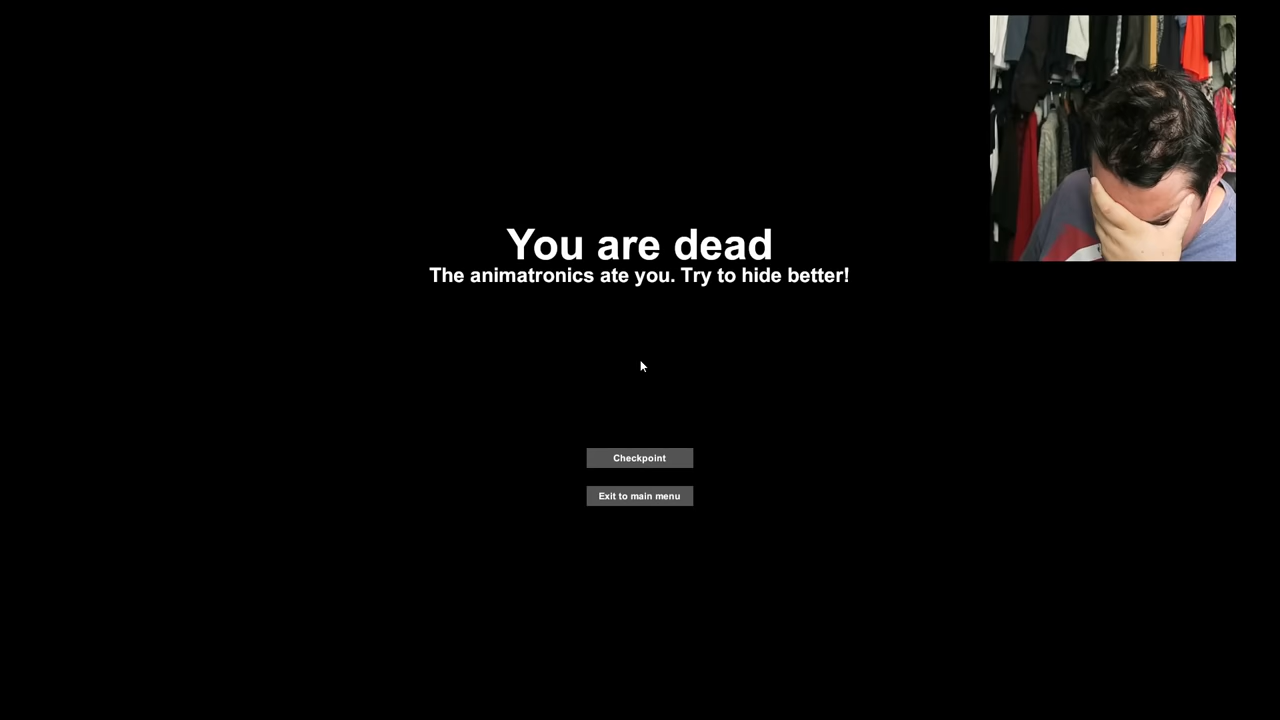 You are dead
The animatronics ate you. Try to hide better!
Checkpoint
Exit to main menu